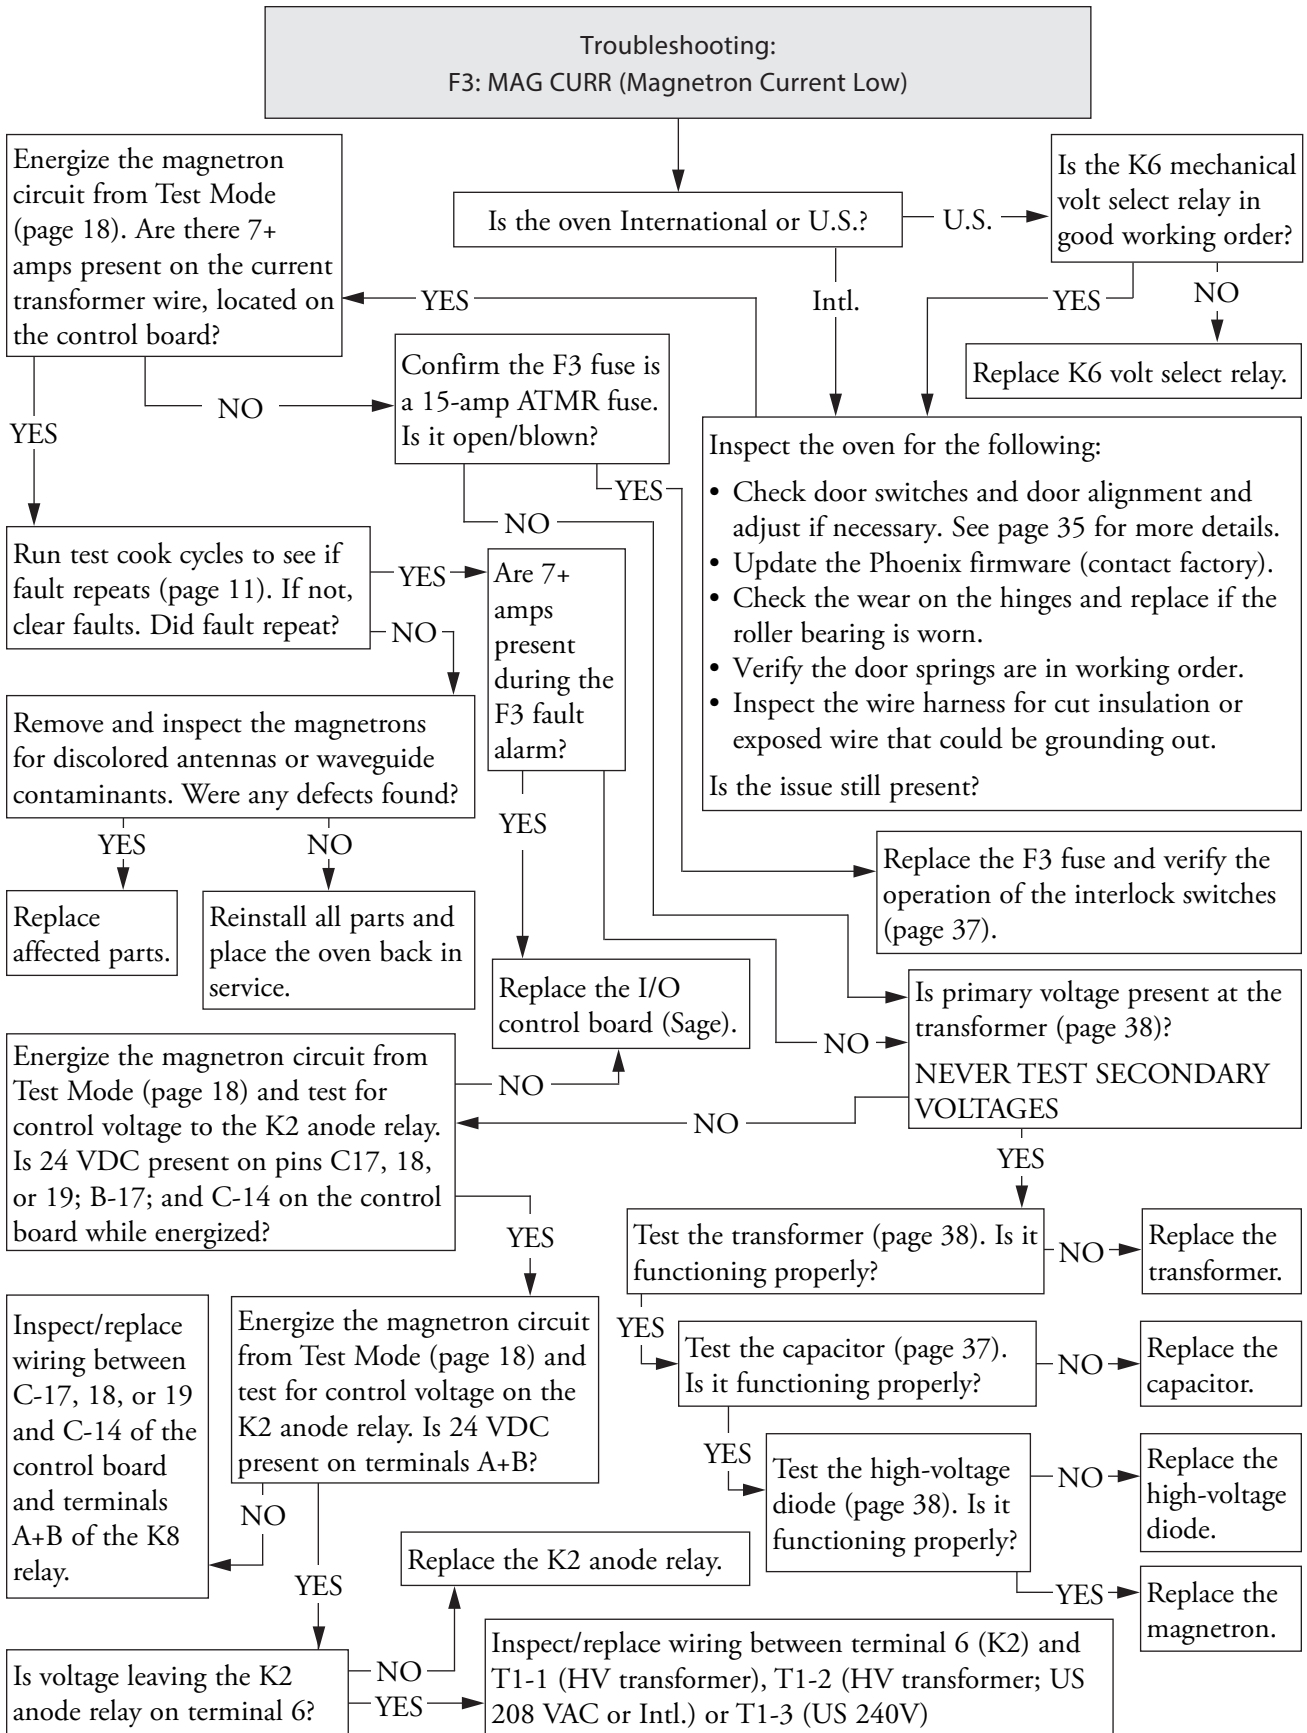 Troubleshooting:
F3: MAG CURR (Magnetron Current Low)
Is the oven International or U.S.?
U.S.
Intl.
Is the K6 mechanical
volt select relay in
good working order?
YES
NO
Replace K6 volt select relay.
Inspect the oven for the following:
• Check door switches and door alignment and
adjust if necessary. See page 35 for more details.
• Update the Phoenix firmware (contact factory).
• Check the wear on the hinges and replace if the
roller bearing is worn.
• Verify the door springs are in working order.
• Inspect the wire harness for cut insulation or
exposed wire that could be grounding out.
Is the issue still present?
YES
Energize the magnetron
circuit from Test Mode
(page 18). Are there 7+
amps present on the current
transformer wire, located on
the control board?
YES
NO
Confirm the F3 fuse is
a 15-amp ATMR fuse.
Is it open/blown?
YES
NO
Run test cook cycles to see if
fault repeats (page 11). If not,
clear faults. Did fault repeat?
YES
NO
Are 7+
amps
present
during the
F3 fault
alarm?
YES
NO
Remove and inspect the magnetrons
for discolored antennas or waveguide
contaminants. Were any defects found?
YES
NO
Replace
affected parts.
Reinstall all parts and
place the oven back in
service.
Replace the F3 fuse and verify the
operation of the interlock switches
(page 37).
Replace the I/O
control board (Sage).
Is primary voltage present at the
transformer (page 38)?
NEVER TEST SECONDARY
VOLTAGES
NO
YES
Energize the magnetron circuit from
Test Mode (page 18) and test for
control voltage to the K2 anode relay.
Is 24 VDC present on pins C17, 18,
or 19; B-17; and C-14 on the control
board while energized?
NO
YES
Test the transformer (page 38). Is it
functioning properly?
NO
YES
Replace the
transformer.
Test the capacitor (page 37).
Is it functioning properly?
NO
YES
Replace the
capacitor.
Test the high-voltage
diode (page 38). Is it
functioning properly?
NO
YES
Replace the
high-voltage
diode.
Replace the
magnetron.
Energize the magnetron circuit
from Test Mode (page 18) and
test for control voltage on the
K2 anode relay. Is 24 VDC
present on terminals A+B?
NO
YES
Inspect/replace
wiring between
C-17, 18, or 19
and C-14 of the
control board
and terminals
A+B of the K8
relay.
Is voltage leaving the K2
anode relay on terminal 6?
NO
YES
Replace the K2 anode relay.
Inspect/replace wiring between terminal 6 (K2) and
T1-1 (HV transformer), T1-2 (HV transformer; US
208 VAC or Intl.) or T1-3 (US 240V)